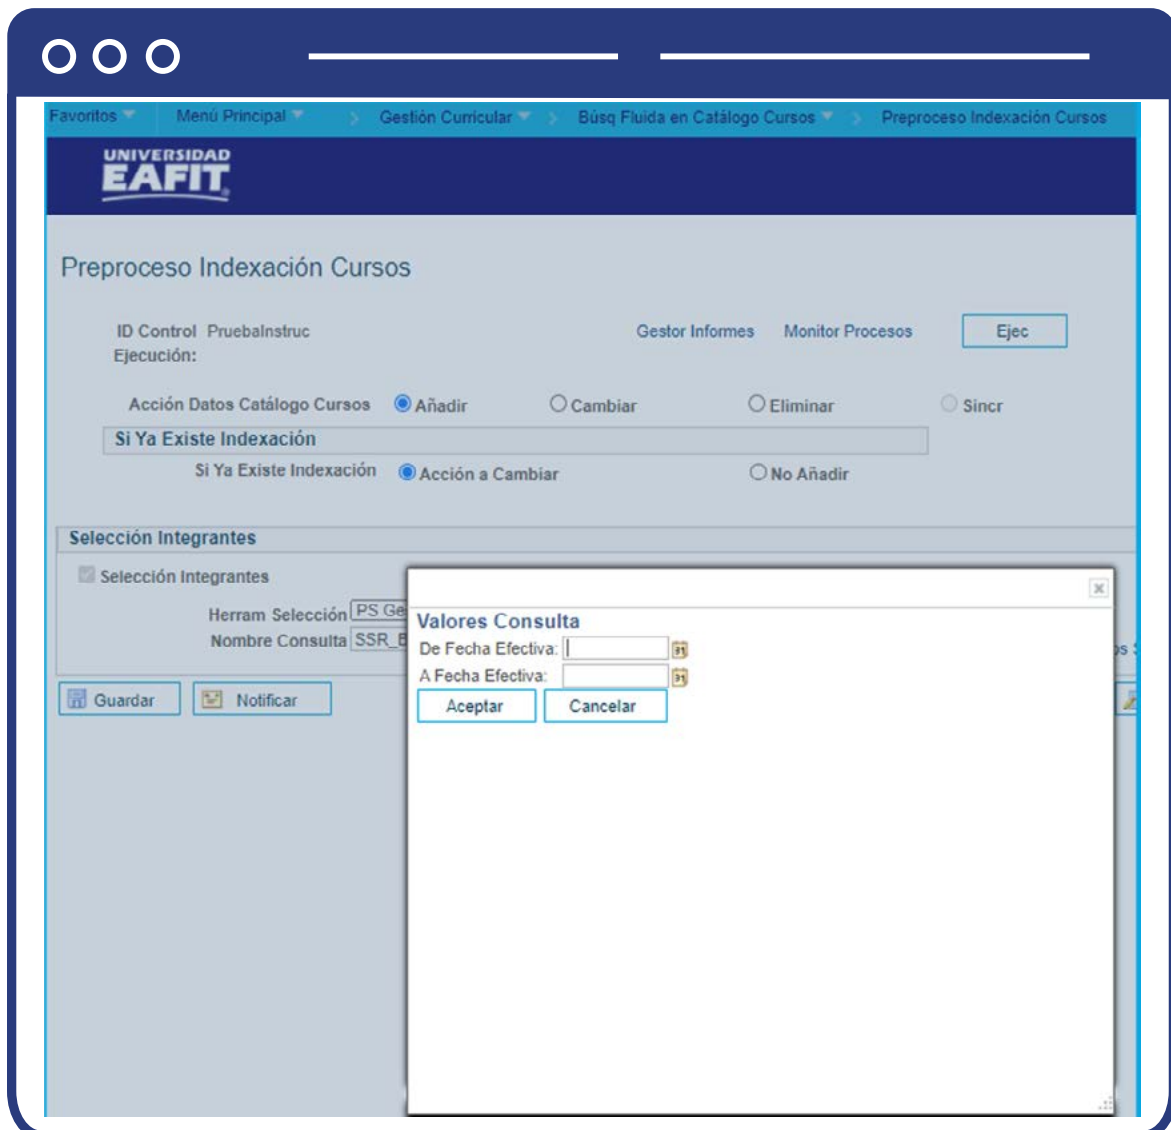 Favoritos Menú Principal Gestión Curricular Búsq Fluida en Catálogo Cursos Preproceso Indexación Cursos
UNIVERSIDAD
EAFIT
Preproceso Indexación Cursos
ID Control PruebaInstruc Gestor Informes Monitor Procesos Ejec
Ejecución:
Acción Datos Catálogo Cursos Añadir Cambiar Eliminar Sincr
Si Ya Existe Indexación
Si Ya Existe Indexación Acción a Cambiar No Añadir
Selección Integrantes
Selección Integrantes
Herram Selección PS
Nombre Consulta
Guardar Notificar
Valores Consulta
De Fecha Efectiva:
A Fecha Efectiva:
Aceptar Cancelar